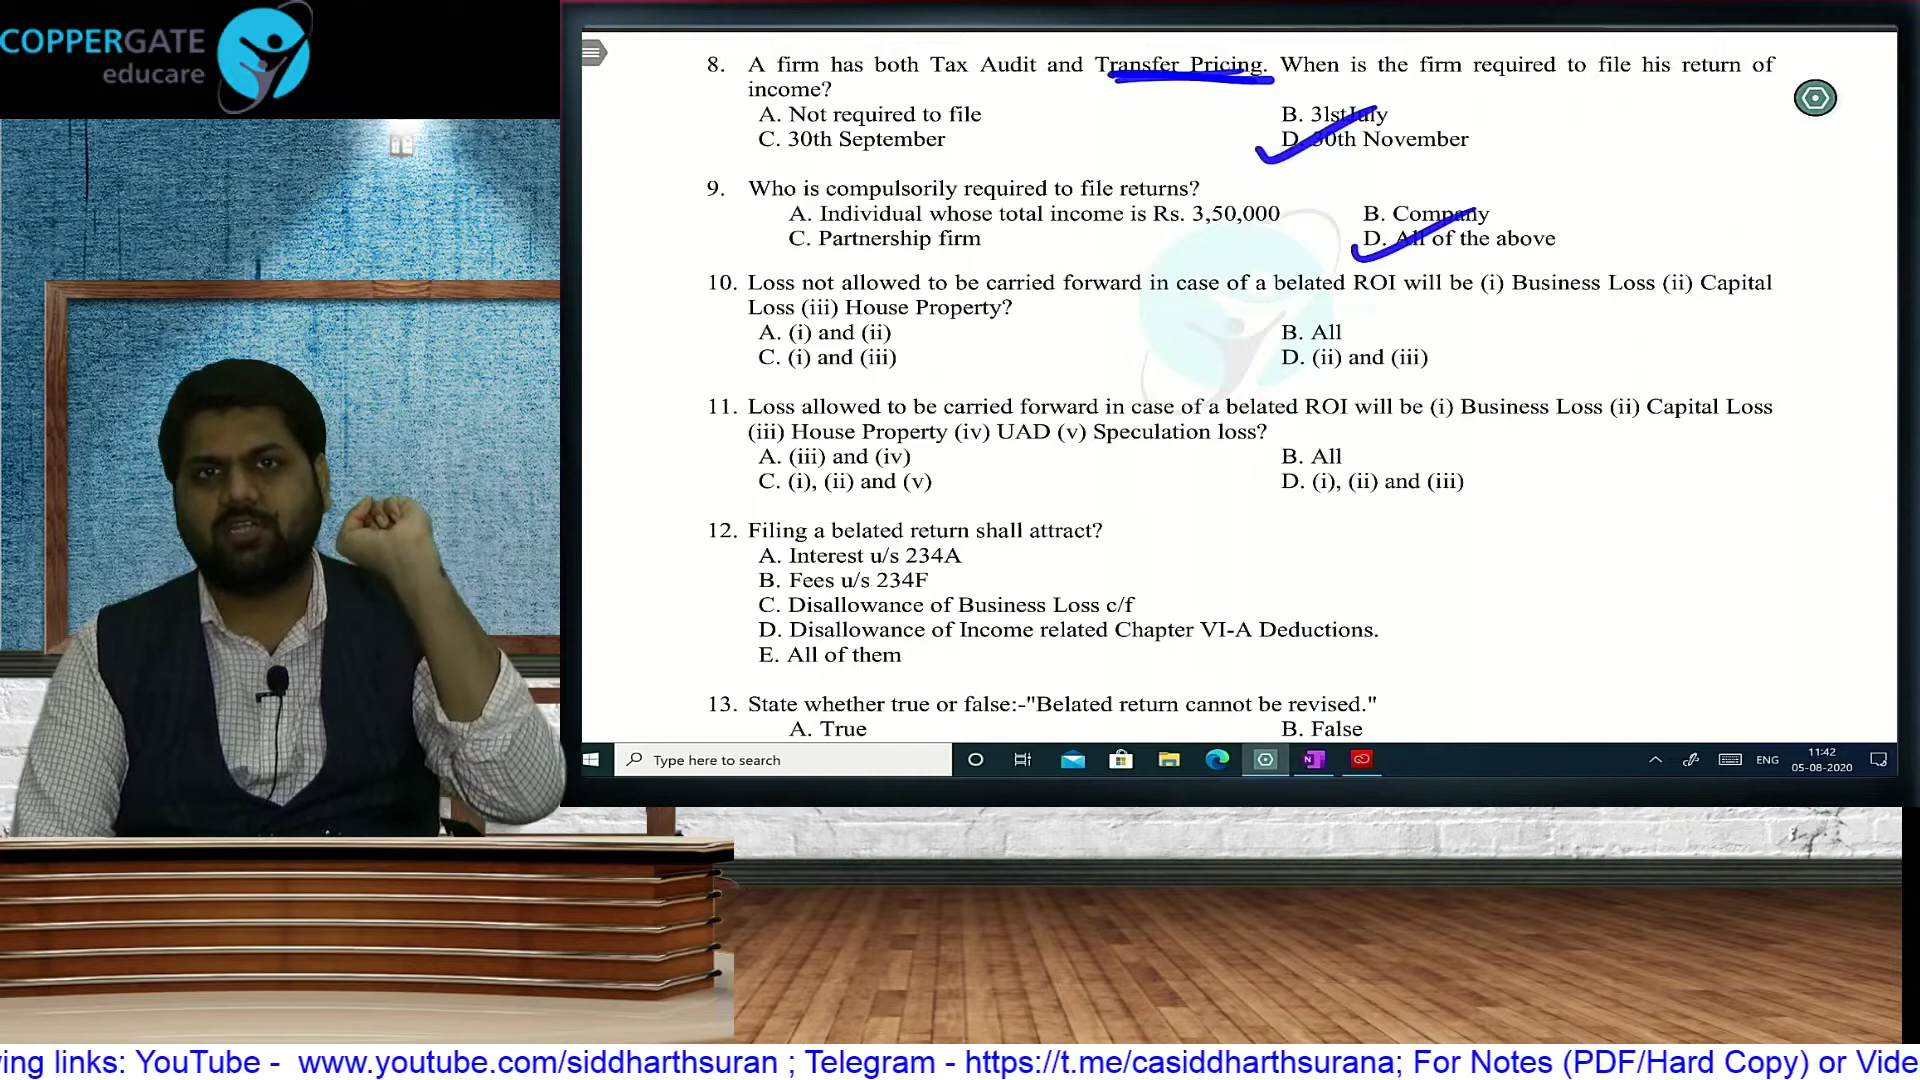 COPPERGATE
educare
8. A firm has both Tax Audit and Transfer Pricing. When is the firm required to file his return of
income?
A. Not required to file B. 3lstJuly
C. 30th September D. 30th November
9. Who is compulsorily required to file returns?
A. Individual whose total income is Rs. 3,50,000 B. Company
C. Partnership firm D. All of the above
10. Loss not allowed to be carried forward in case of a belated ROI will be (i) Business Loss (ii) Capital
Loss (iii) House Property?
A. (i) and (ii) B. All
C. (i) and (iii) D. (ii) and (iii)
11. Loss allowed to be carried forward in case of a belated ROI will be (i) Business Loss (ii) Capital Loss
(iii) House Property (iv) UAD (v) Speculation loss?
A. (iii) and (iv) B. All
C. (i), (ii) and (v) D. (i), (ii) and (iii)
12. Filing a belated return shall attract?
A. Interest u/s 234A
B. Fees u/s 234F
C. Disallowance of Business Loss c/f
D. Disallowance of Income related Chapter VI-A Deductions.
E. All of them
13. State whether true or false:-"Belated return cannot be revised."
A. True B. False
Type here to search
ENG
11:42
05-08-2020
ving links: YouTube - www.youtube.com/siddharthsuran ; Telegram - https://t.me/casiddharthsurana; For Notes (PDF/Hard Copy) or Vide